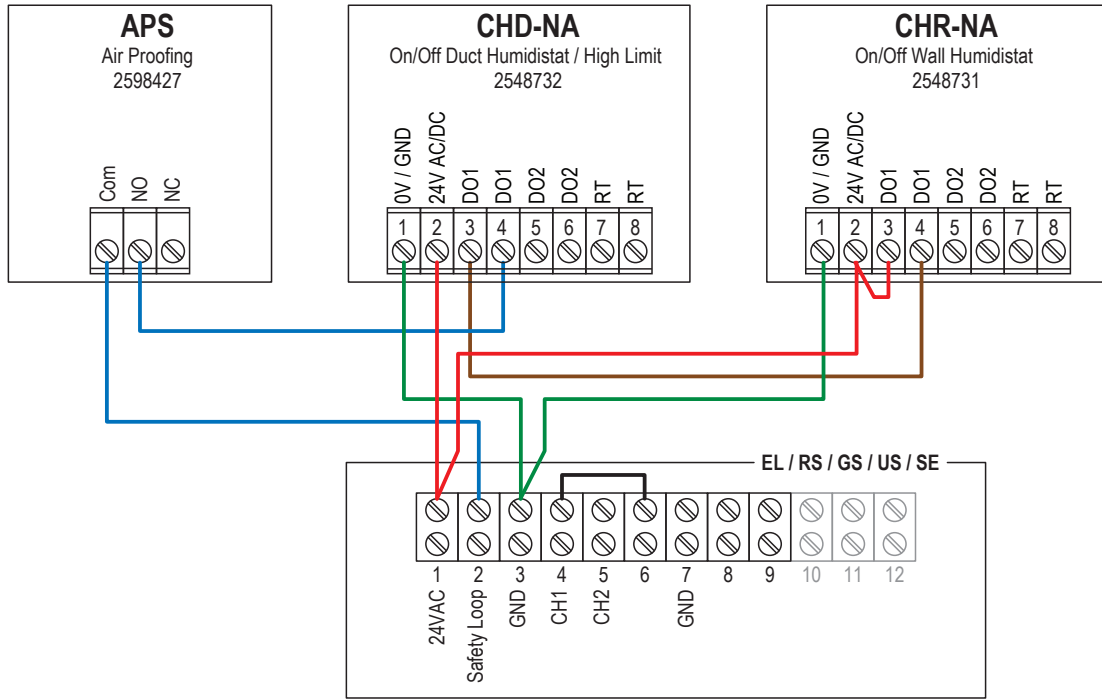 APS
Air Proofing
2598427
Com
NO
NC
CHD-NA
On/Off Duct Humidistat / High Limit
2548732
0V / GND
24V AC/DC
DO1
DO1
DO2
DO2
RT
RT
1 2 3 4 5 6 7 8
CHR-NA
On/Off Wall Humidistat
2548731
0V / GND
24V AC/DC
DO1
DO1
DO2
DO2
RT
RT
1 2 3 4 5 6 7 8
EL / RS / GS / US / SE
1 2 3 4 5 6 7 8 9 10 11 12
24VAC
Safety Loop
GND
CH1
CH2
GND